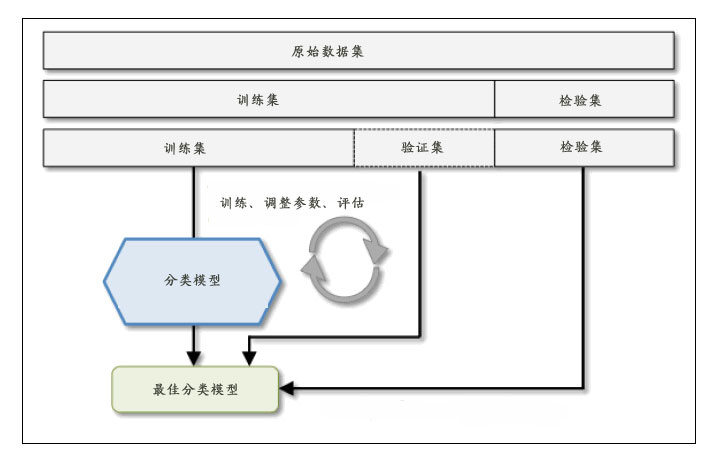 原始数据集
训练集
检验集
训练集
验证集
检验集
训练、调整参数、评估
分类模型
最佳分类模型